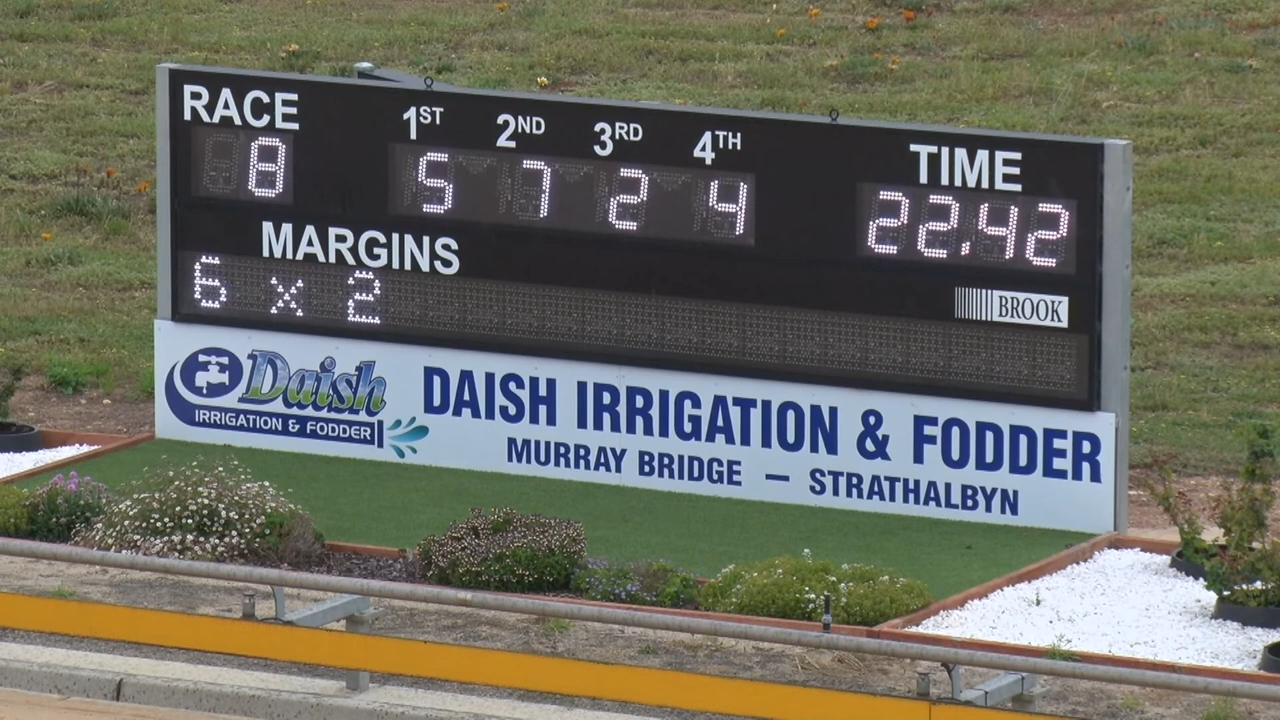 RACE 1ST 2ND 3RD 4TH TIME
8 5 7 2 4 22.42
MARGINS
6 x 2
BROOK
Daish
IRRIGATION & FODDER
DAISH IRRIGATION & FODDER
MURRAY BRIDGE — STRATHALBYN